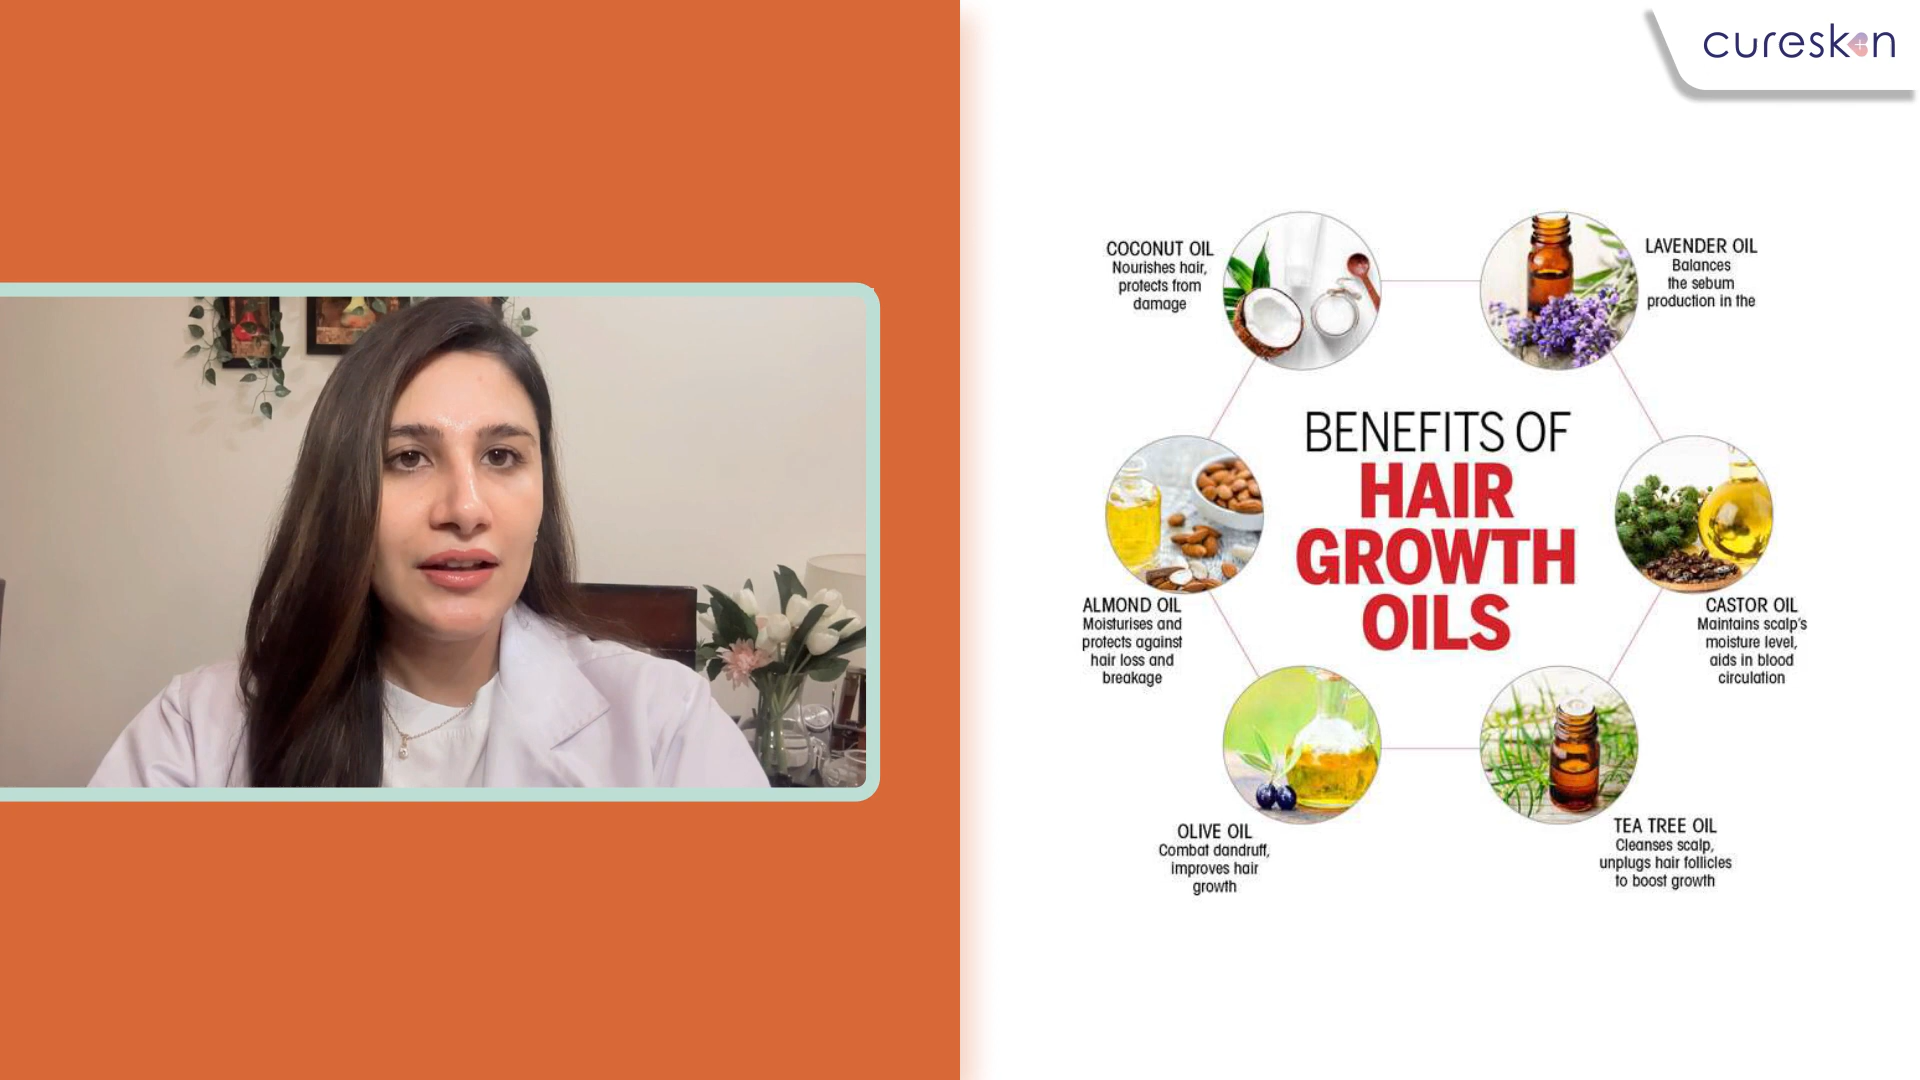 cureskin
COCONUT OIL
Nourishes hair,
protects from
damage
LAVENDER OIL
Balances
the sebum
production in the
BENEFITS OF
HAIR
GROWTH
OILS
ALMOND OIL
Moisturises and
protects against
hair loss and
breakage
CASTOR OIL
Maintains scalp's
moisture level,
aids in blood
circulation
OLIVE OIL
Combat dandruff,
improves hair
growth
TEA TREE OIL
Cleanses scalp,
unplugs hair follicles
to boost growth